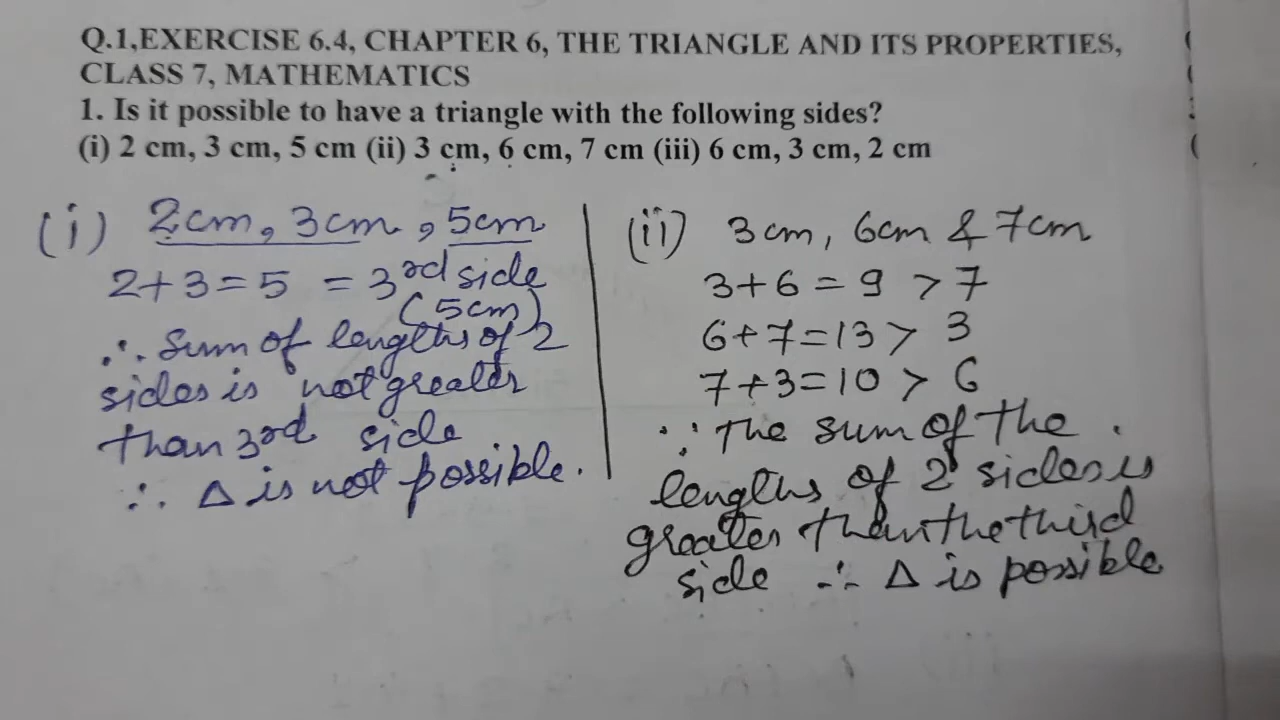 Q.1,EXERCISE 6.4, CHAPTER 6, THE TRIANGLE AND ITS PROPERTIES,
CLASS 7, MATHEMATICS
1. Is it possible to have a triangle with the following sides?
(i) 2 cm, 3 cm, 5 cm (ii) 3 cm, 6 cm, 7 cm (iii) 6 cm, 3 cm, 2 cm
(i) 2cm, 3cm, 5cm
2+3=5 = 3rd side
(5cm)
∴ Sum of lengths of 2
sides is not greater
than 3rd side
∴ Δ is not possible.
(ii) 3cm, 6cm & 7cm
3+6=9 > 7
6+7=13 > 3
7+3=10 > 6
∵ The sum of the
lengths of 2 sides is
greater than the third
side ∴ Δ is possible